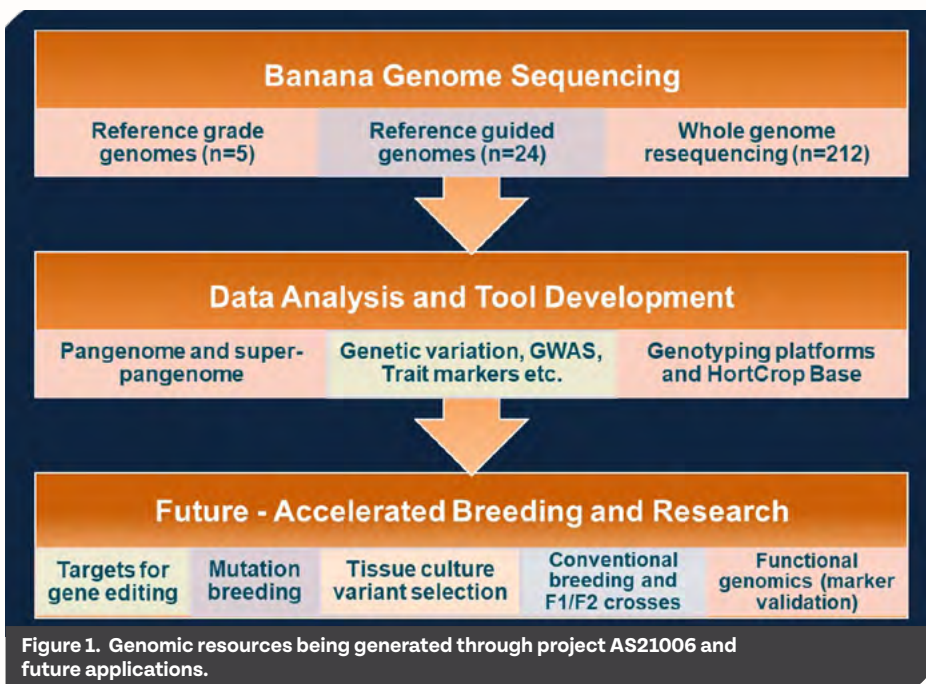 Banana Genome Sequencing
Reference grade
genomes (n=5)
Reference guided
genomes (n=24)
Whole genome
resequencing (n=212)
Data Analysis and Tool Development
Pangenome and super-
pangenome
Genetic variation, GWAS,
Trait markers etc.
Genotyping platforms
and HortCrop Base
Future - Accelerated Breeding and Research
Targets for
gene editing
Mutation
breeding
Tissue culture
variant selection
Conventional
breeding and
F1/F2 crosses
Functional
genomics (marker
validation)
Figure 1. Genomic resources being generated through project AS21006 and
future applications.